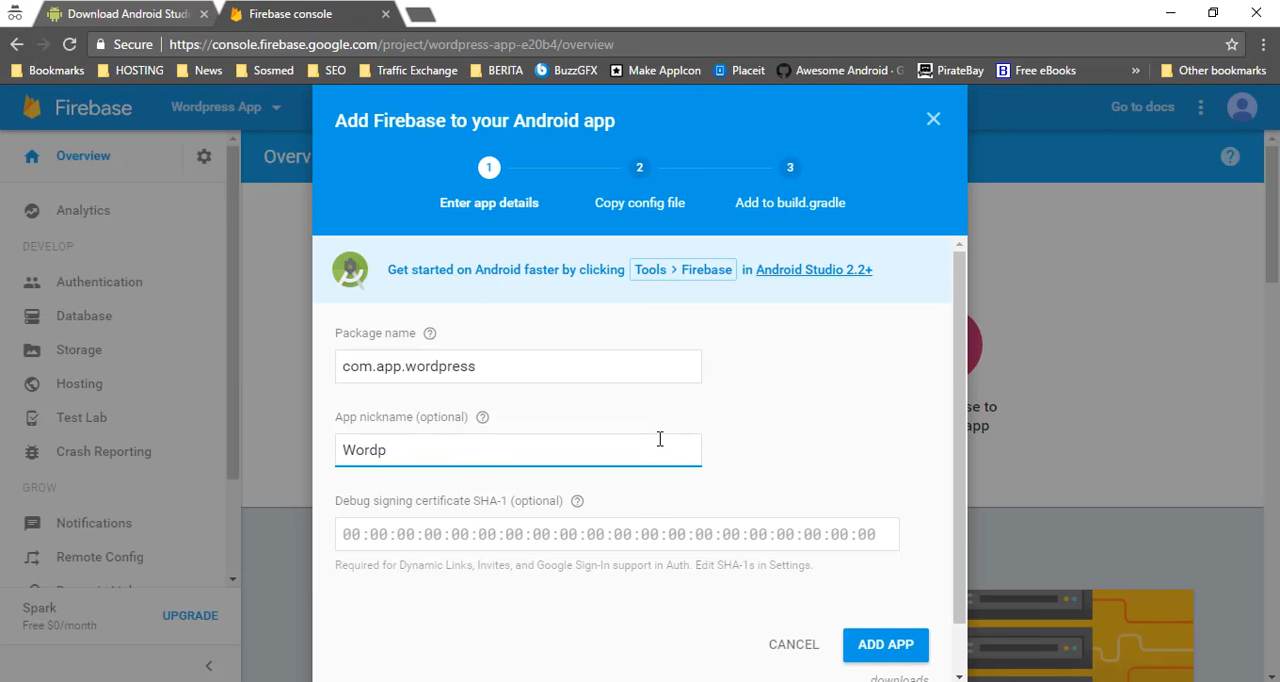 Download Android Studi
Firebase console
Secure
https://console.firebase.google.com/project/wordpress-app-e20b4/overview
Bookmarks HOSTING News Sosmed SEO Traffic Exchange BERITA BuzzGFX Make AppIcon Placeit Awesome Android - PirateBay Free eBooks » Other bookmarks
Firebase
Wordpress App
Go to docs
Overview
Analytics
DEVELOP
Authentication
Database
Storage
Hosting
Test Lab
Crash Reporting
GROW
Notifications
Remote Config
Spark
Free $0/month
UPGRADE
Add Firebase to your Android app
1 2 3
Enter app details Copy config file Add to build.gradle
Get started on Android faster by clicking Tools > Firebase in Android Studio 2.2+
Package name
com.app.wordpress
App nickname (optional)
Wordp
Debug signing certificate SHA-1 (optional)
00:00:00:00:00:00:00:00:00:00:00:00:00:00:00:00:00:00:00:00
Required for Dynamic Links, Invites, and Google Sign-In support in Auth. Edit SHA-1s in Settings.
CANCEL ADD APP
downloads
se to
app